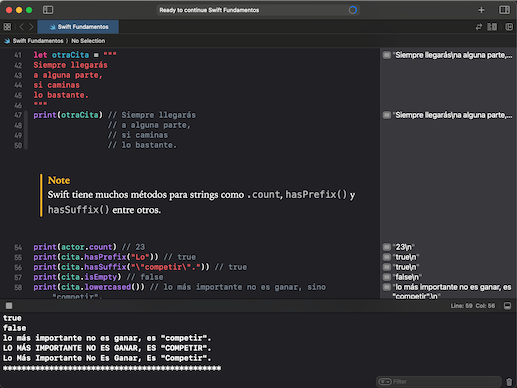 Ready to continue Swift Fundamentos
Swift Fundamentos
Swift Fundamentos ⟩ No Selection
41 let otraCita = """
Siempre llegarás
a alguna parte,
si caminas
lo bastante.
"""
"Siempre llegarás\na alguna parte,...
47 print(otraCita) // Siempre llegarás
48 // a alguna parte,
49 // si caminas
50 // lo bastante.
"Siempre llegarás\na alguna parte,...
Note
Swift tiene muchos métodos para strings como .count, hasPrefix() y
hasSuffix() entre otros.
54 print(actor.count) // 23
"23\n"
55 print(cita.hasPrefix("Lo")) // true
"true\n"
56 print(cita.hasSuffix("\"competir\".")) // true
"true\n"
57 print(cita.isEmpty) // false
"false\n"
58 print(cita.lowercased()) // lo más importante no es ganar, sino
"competir".
"lo más importante no es ganar, es
"competir".\n"
Line: 59 Col: 56
true
false
lo más importante no es ganar, es "competir".
LO MÁS IMPORTANTE NO ES GANAR, ES "COMPETIR".
Lo Más Importante No Es Ganar, Es "Competir".
********************************************
Filter